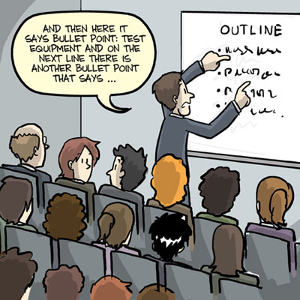 AND THEN HERE IT
SAYS BULLET POINT: TEST
EQUIPMENT AND ON THE
NEXT LINE THERE IS
ANOTHER BULLET POINT
THAT SAYS ...
OUTLINE